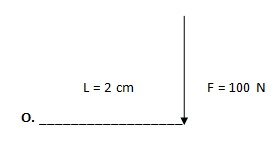 L = 2 cm
F = 100 N
O.